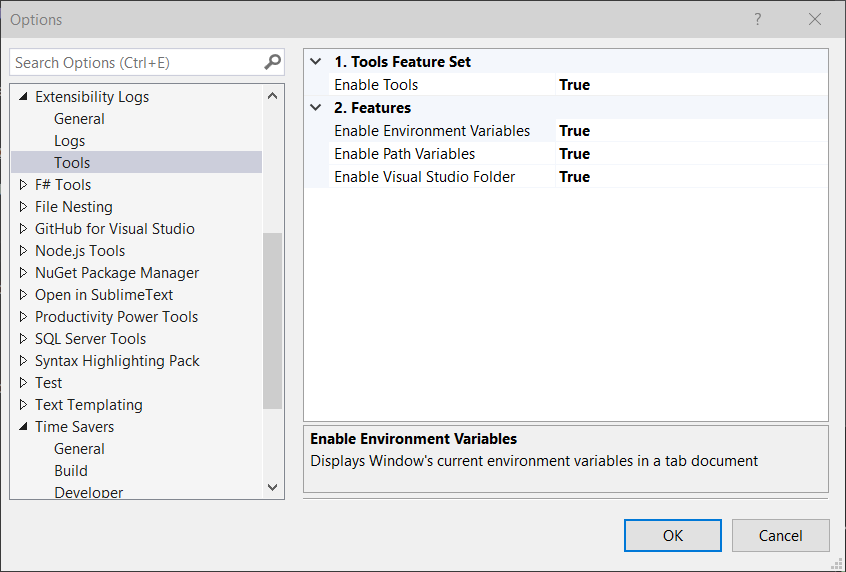 Options
?
Search Options (Ctrl+E)
Extensibility Logs
General
Logs
Tools
F# Tools
File Nesting
GitHub for Visual Studio
Node.js Tools
NuGet Package Manager
Open in SublimeText
Productivity Power Tools
SQL Server Tools
Syntax Highlighting Pack
Test
Text Templating
Time Savers
General
Build
Developer
1. Tools Feature Set
Enable Tools True
2. Features
Enable Environment Variables True
Enable Path Variables True
Enable Visual Studio Folder True
Enable Environment Variables
Displays Window's current environment variables in a tab document
OK Cancel